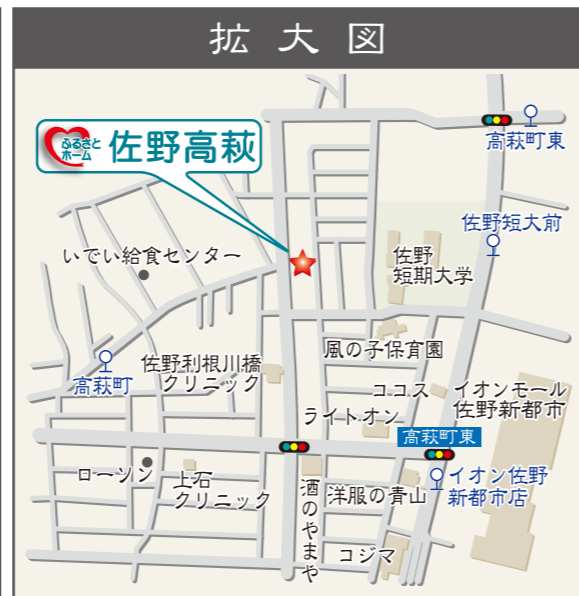 拡大図
ふるさと
ホーム
佐野高萩
高萩町東
佐野短大前
いでい給食センター
佐野
短期大学
風の子保育園
高萩町
佐野利根川橋
クリニック
ココス
イオンモール
佐野新都市
ライトオン
高萩町東
ローソン
上石
クリニック
酒のやまや
洋服の青山
イオン佐野
新都市店
コジマ